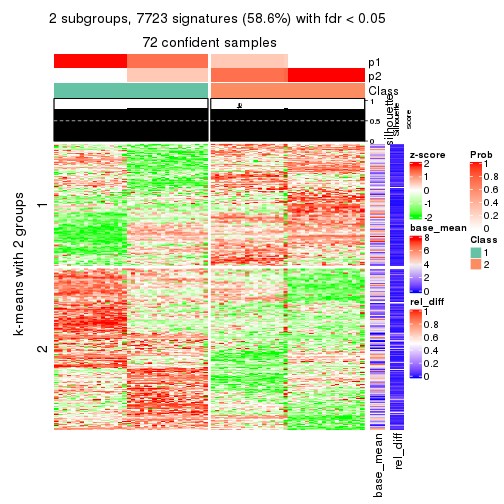 2 subgroups, 7723 signatures (58.6%) with fdr < 0.05
72 confident samples
p1
p2
Class
1
0.5
0
silhouette
Silhouette
score
k-means with 2 groups
1
2
base_mean
rel_diff
z-score
2
1
0
-1
-2
base_mean
8
6
4
2
0
rel_diff
1
0.8
0.6
0.4
0.2
0
Prob
1
0.8
0.6
0.4
0.2
0
Class
1
2